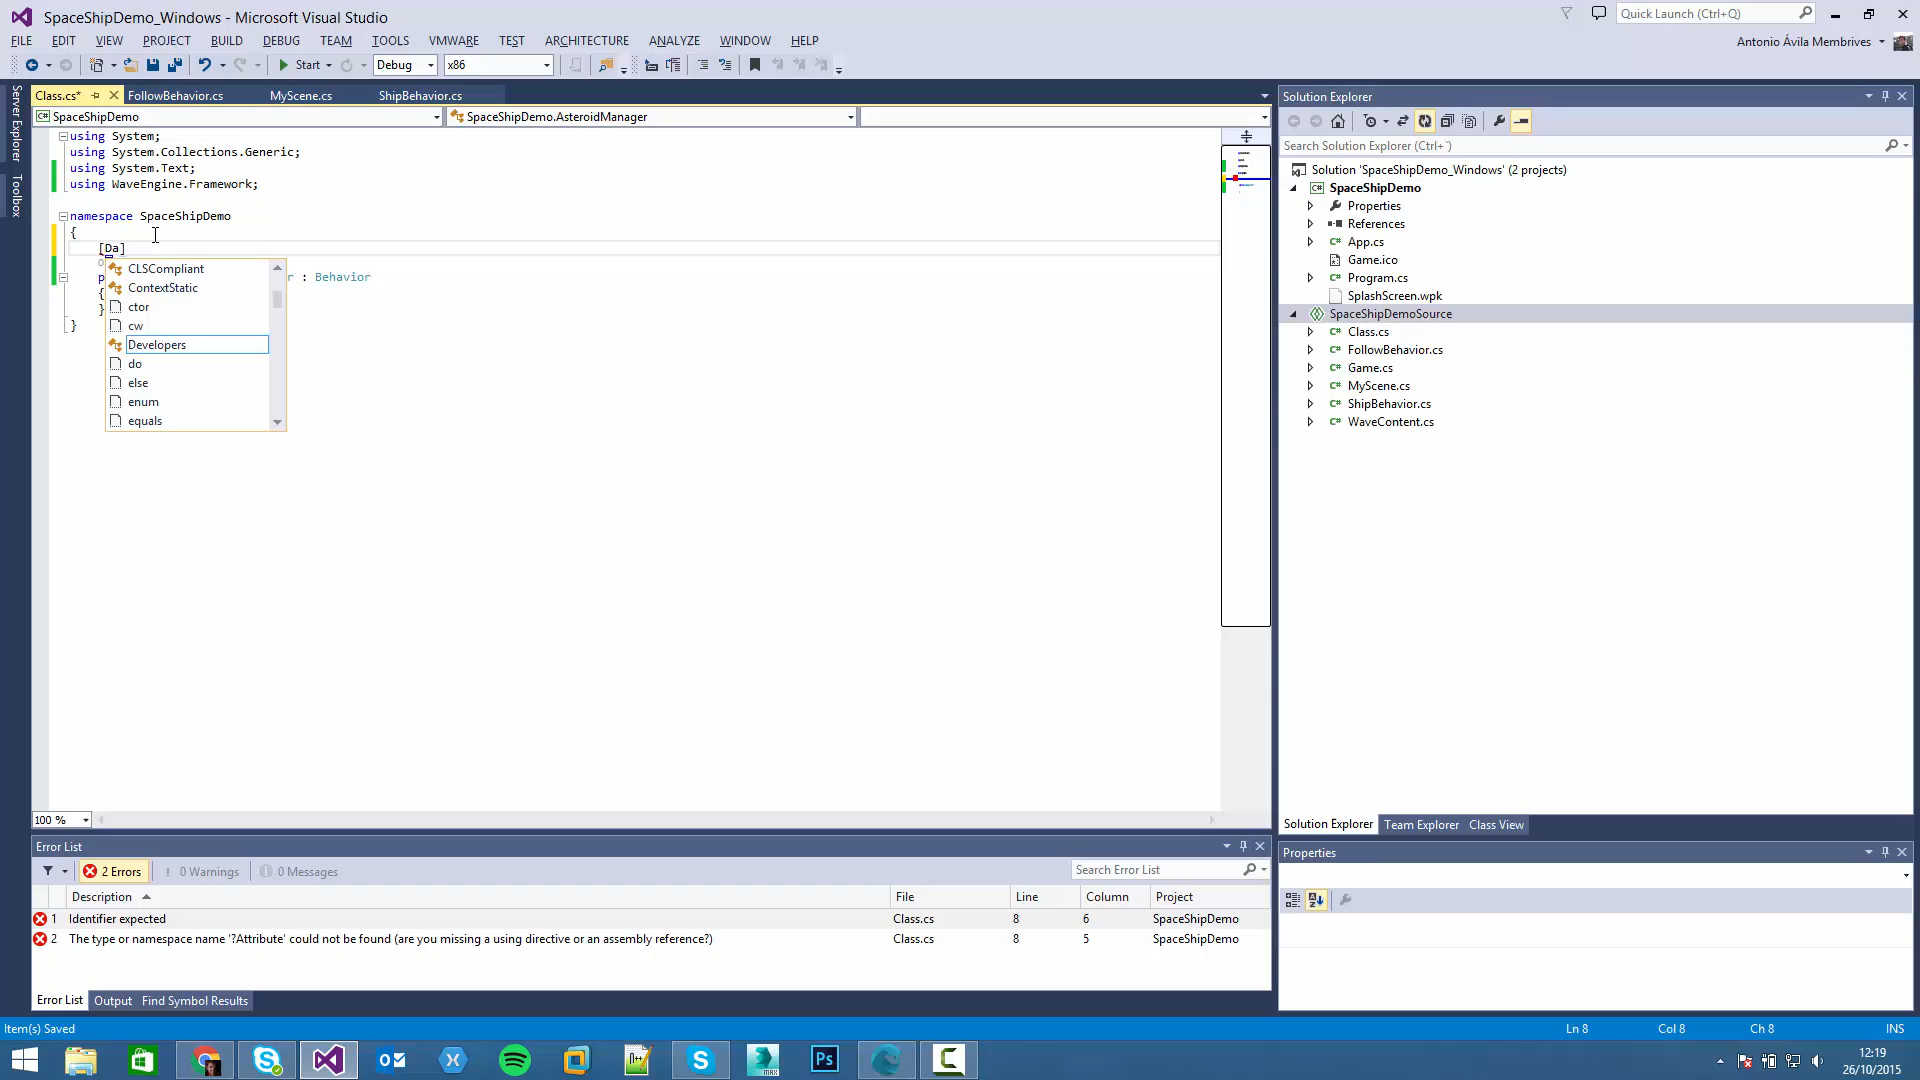 SpaceShipDemo_Windows - Microsoft Visual Studio
Quick Launch (Ctrl+Q)
FILE EDIT VIEW PROJECT BUILD DEBUG TEAM TOOLS VMWARE TEST ARCHITECTURE ANALYZE WINDOW HELP
Antonio Ávila Membrives
Start Debug x86
Server Explorer
Toolbox
Class.cs* FollowBehavior.cs MyScene.cs ShipBehavior.cs
SpaceShipDemo SpaceShipDemo.AsteroidManager
using System;
using System.Collections.Generic;
using System.Text;
using WaveEngine.Framework;
namespace SpaceShipDemo
{
[Da]
p r : Behavior
{
}
}
CLSCompliant
ContextStatic
ctor
cw
Developers
do
else
enum
equals
100 %
Solution Explorer
Search Solution Explorer (Ctrl+`)
Solution 'SpaceShipDemo_Windows' (2 projects)
SpaceShipDemo
Properties
References
App.cs
Game.ico
Program.cs
SplashScreen.wpk
SpaceShipDemoSource
Class.cs
FollowBehavior.cs
Game.cs
MyScene.cs
ShipBehavior.cs
WaveContent.cs
Solution Explorer Team Explorer Class View
Properties
Error List
2 Errors 0 Warnings 0 Messages
Search Error List
Description File Line Column Project
1 Identifier expected Class.cs 8 6 SpaceShipDemo
2 The type or namespace name '?Attribute' could not be found (are you missing a using directive or an assembly reference?) Class.cs 8 5 SpaceShipDemo
Error List Output Find Symbol Results
Item(s) Saved Ln 8 Col 8 Ch 8 INS
12:19
26/10/2015